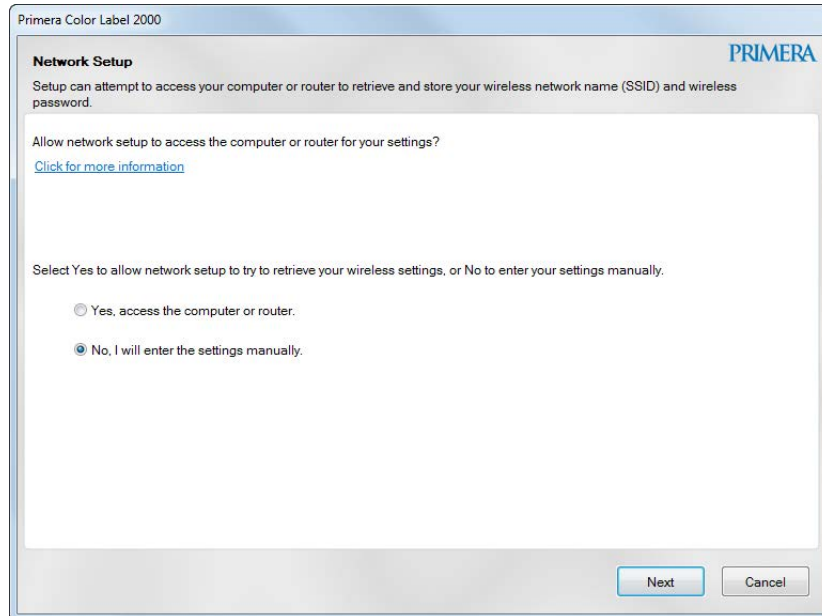 Primera Color Label 2000
PRIMERA
Network Setup
Setup can attempt to access your computer or router to retrieve and store your wireless network name (SSID) and wireless
password.
Allow network setup to access the computer or router for your settings?
Click for more information
Select Yes to allow network setup to try to retrieve your wireless settings, or No to enter your settings manually.
Yes, access the computer or router.
No, I will enter the settings manually.
Next
Cancel